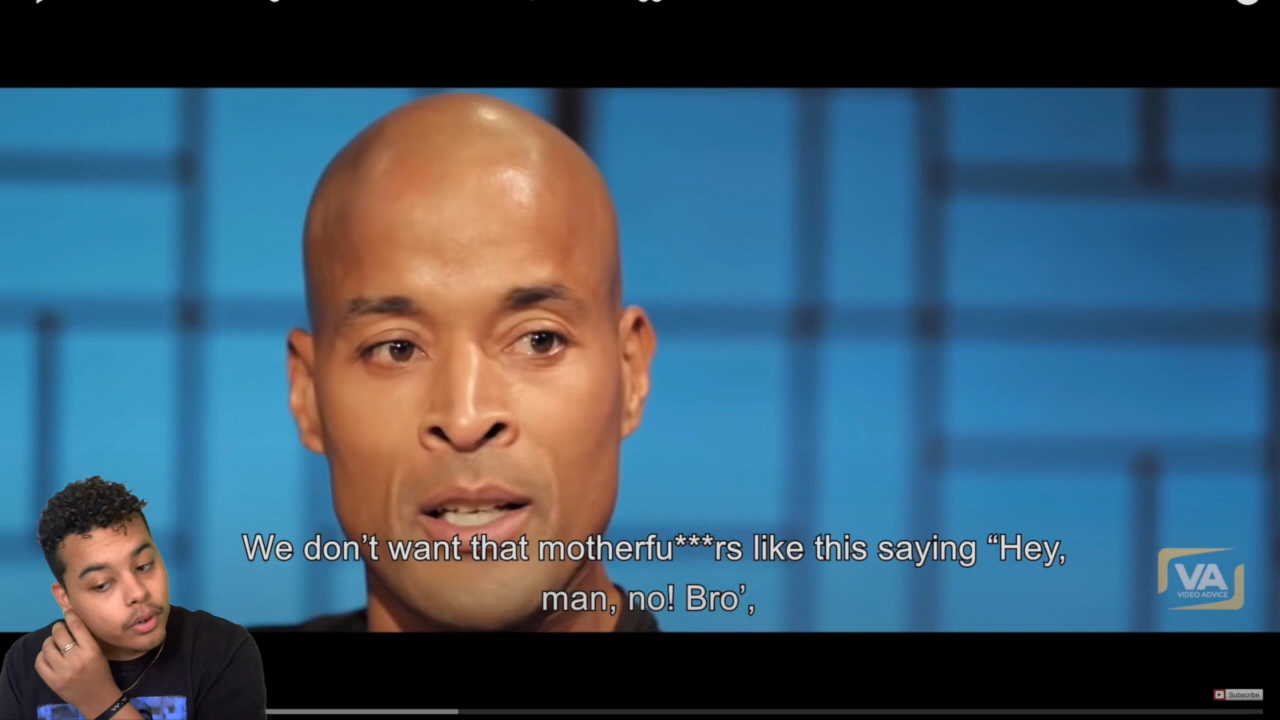 We don't want that motherfu***rs like this saying “Hey,
man, no! Bro’,
VA
VIDEO ADVICE
Subscribe